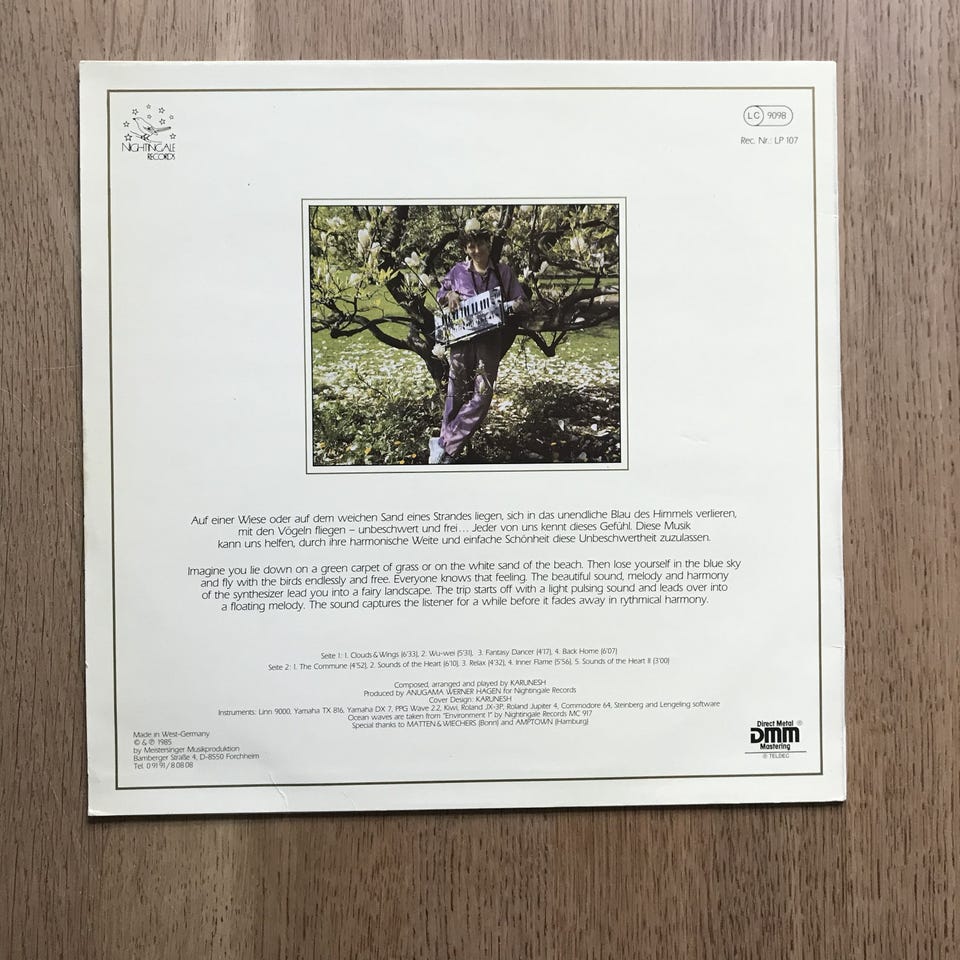 NIGHTINGALE
RECORDS
LC 9098
Rec. Nr.: LP 107
Auf einer Wiese oder auf dem weichen Sand eines Strandes liegen, sich in das unendliche Blau des Himmels verlieren,
mit den Vögeln fliegen – unbeschwert und frei... Jeder von uns kennt dieses Gefühl. Diese Musik
kann uns helfen, durch ihre harmonische Weite und einfache Schönheit diese Unbeschwertheit zuzulassen.
Imagine you lie down on a green carpet of grass or on the white sand of the beach. Then lose yourself in the blue sky
and fly with the birds endlessly and free. Everyone knows that feeling. The beautiful sound, melody and harmony
of the synthesizer lead you into a fairy landscape. The trip starts off with a light pulsing sound and leads over into
a floating melody. The sound captures the listener for a while before it fades away in rythmical harmony.
Seite 1: 1. Clouds & Wings (6'33), 2. Wu-wei (5'31), 3. Fantasy Dancer (4'17), 4. Back Home (6'07)
Seite 2: 1. The Commune (4'52), 2. Sounds of the Heart (6'10), 3. Relax (4'32), 4. Inner Flame (5'56), 5. Sounds of the Heart II (3'00)
Composed, arranged and played by KARUNESH
Produced by ANUGAMA WERNER HAGEN for Nightingale Records
Cover Design: KARUNESH
Instruments: Linn 9000, Yamaha TX 816, Yamaha DX 7, PPG Wave 2.2, Kiwi, Roland JX-3P, Roland Jupiter 4, Commodore 64, Steinberg and Lengeling software
Ocean waves are taken from "Environment 1" by Nightingale Records MC 917
Special thanks to MATTEN & WIECHERS (Bonn) and AMPTOWN (Hamburg)
Made in West-Germany
© & ℗ 1985
by Meistersinger Musikproduktion
Bamberger Straße 4, D-8550 Forchheim
Tel. 0 91 91 / 8 08 08
Direct Metal ®
DMM
Mastering
© TELDEC